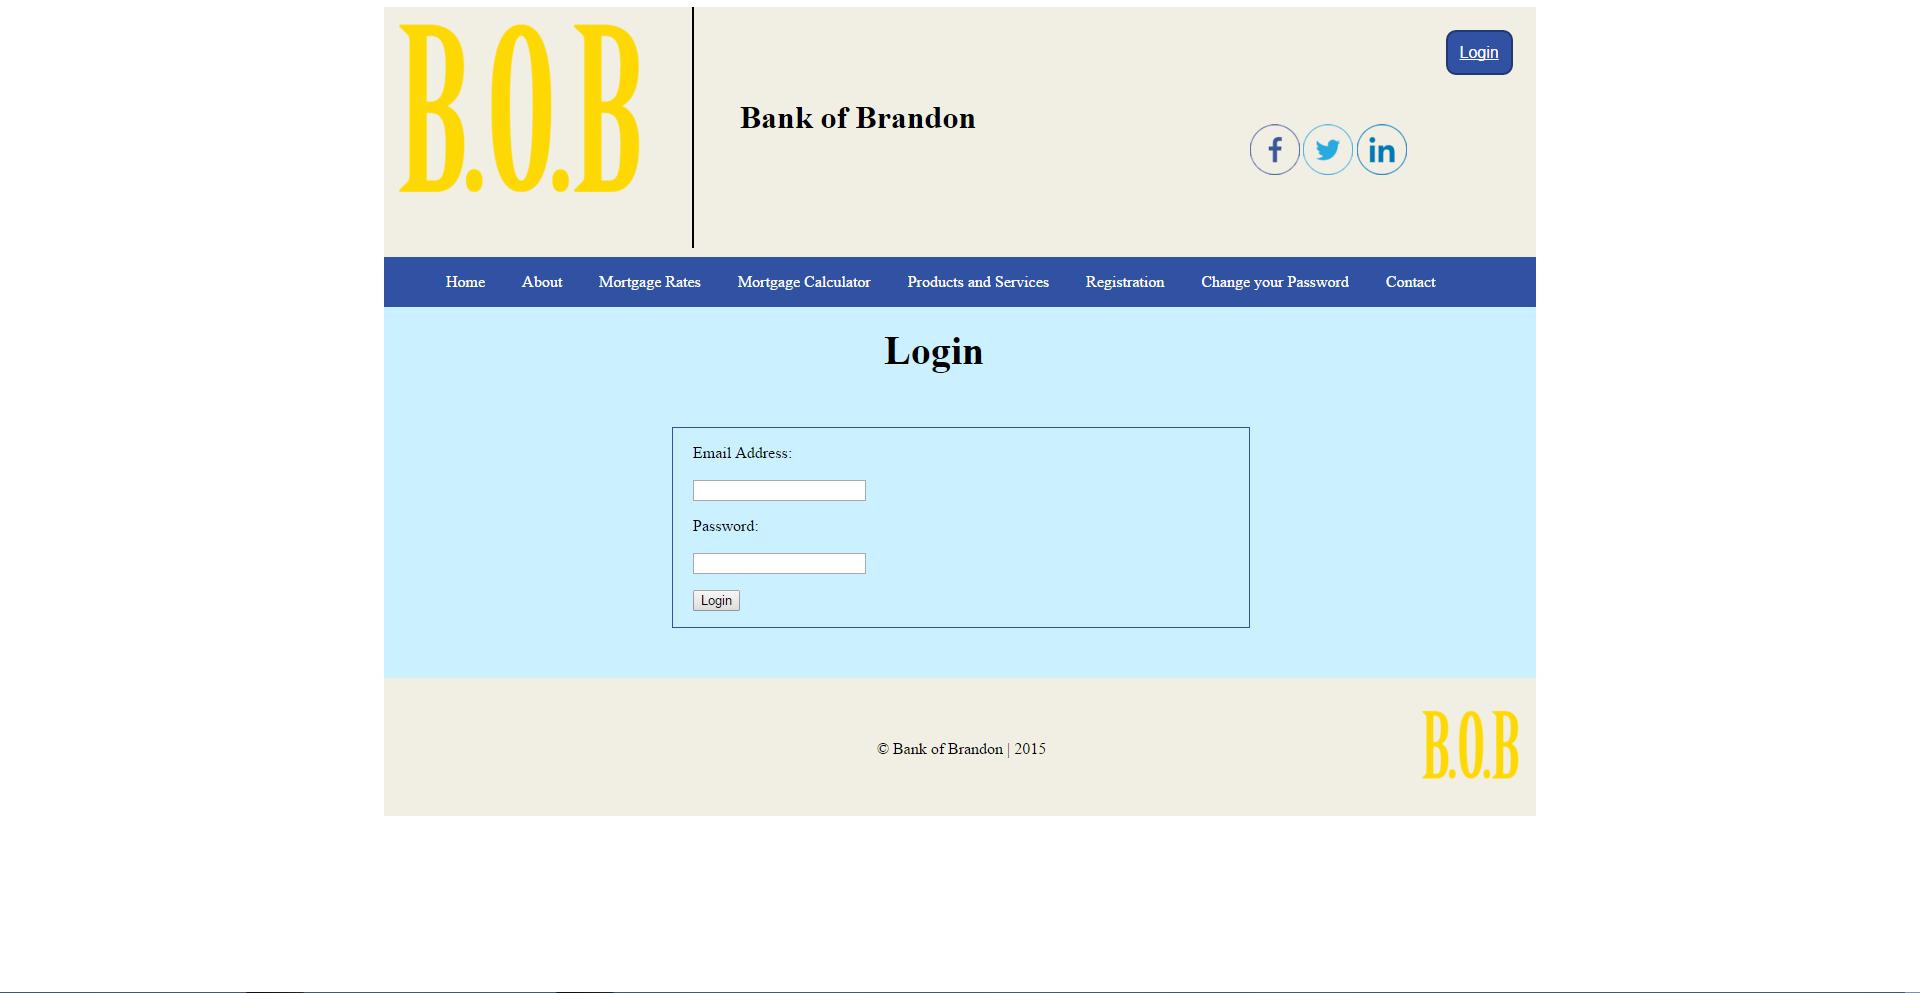 B.O.B
Login
Bank of Brandon
f
in
Home About Mortgage Rates Mortgage Calculator Products and Services Registration Change your Password Contact
Login
Email Address:
Password:
Login
© Bank of Brandon | 2015
B.O.B